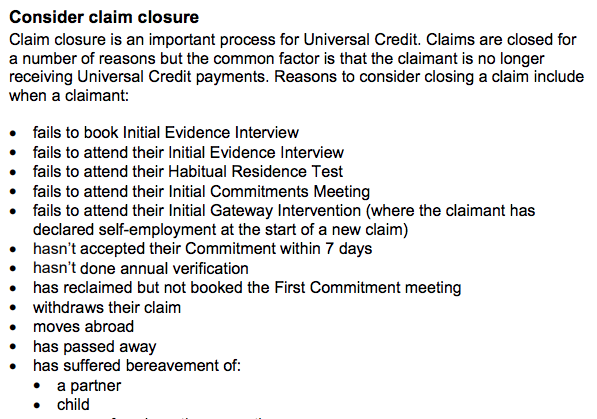 Consider claim closure
Claim closure is an important process for Universal Credit. Claims are closed for
a number of reasons but the common factor is that the claimant is no longer
receiving Universal Credit payments. Reasons to consider closing a claim include
when a claimant:
• fails to book Initial Evidence Interview
• fails to attend their Initial Evidence Interview
• fails to attend their Habitual Residence Test
• fails to attend their Initial Commitments Meeting
• fails to attend their Initial Gateway Intervention (where the claimant has
declared self-employment at the start of a new claim)
• hasn't accepted their Commitment within 7 days
• hasn't done annual verification
• has reclaimed but not booked the First Commitment meeting
• withdraws their claim
• moves abroad
• has passed away
• has suffered bereavement of:
• a partner
• child